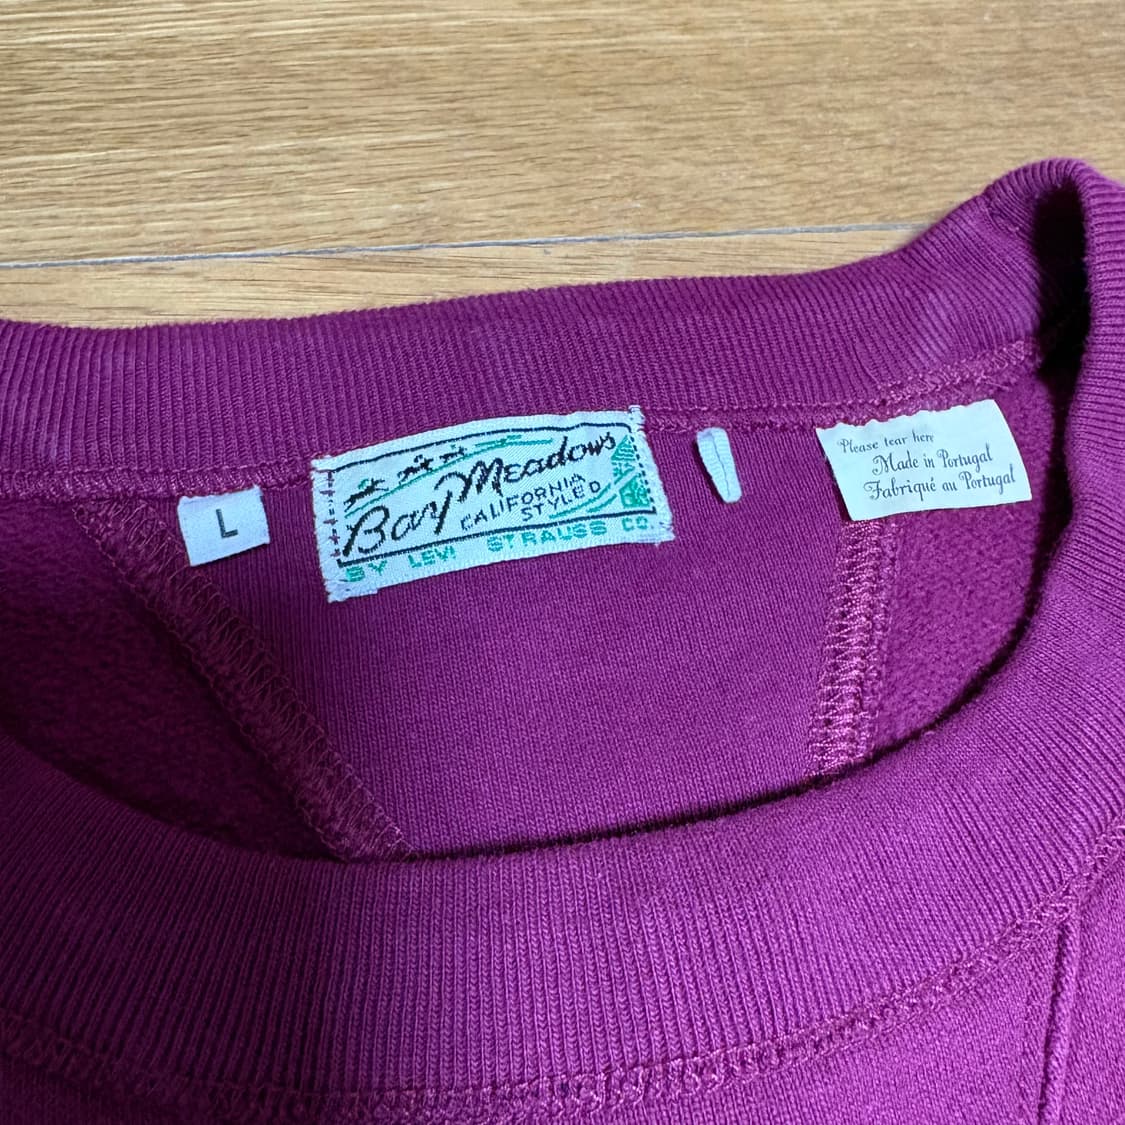 L
Bay Meadows
CALIFORNIA
STYLED
BY LEVI STRAUSS CO.
Please tear here
Made in Portugal
Fabriqué au Portugal